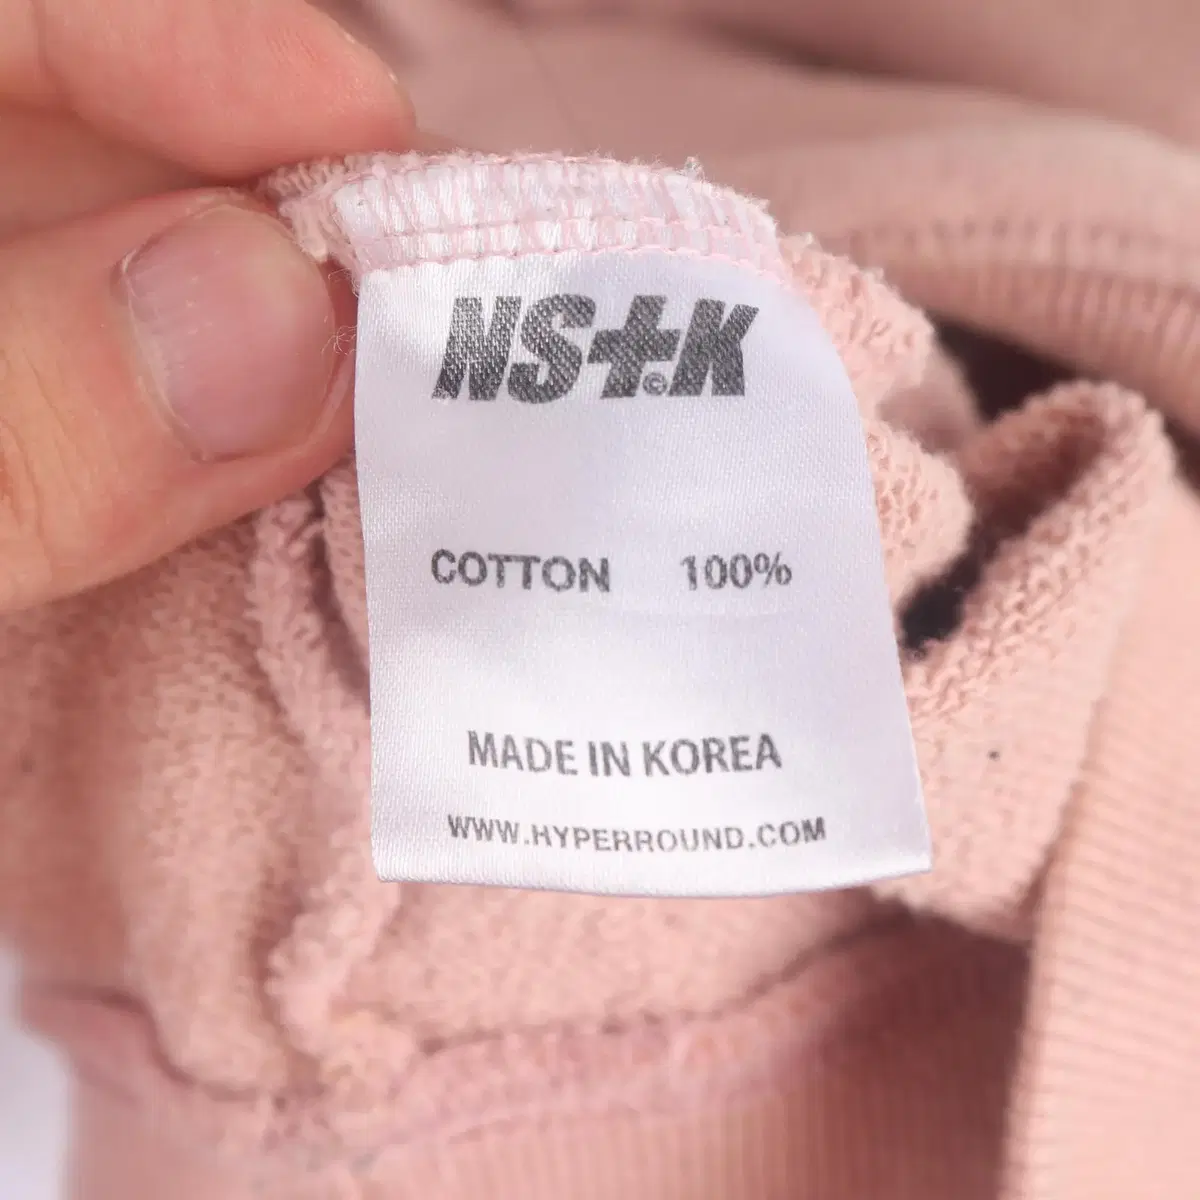 NS+.K
©
COTTON 100%
MADE IN KOREA
WWW.HYPERROUND.COM